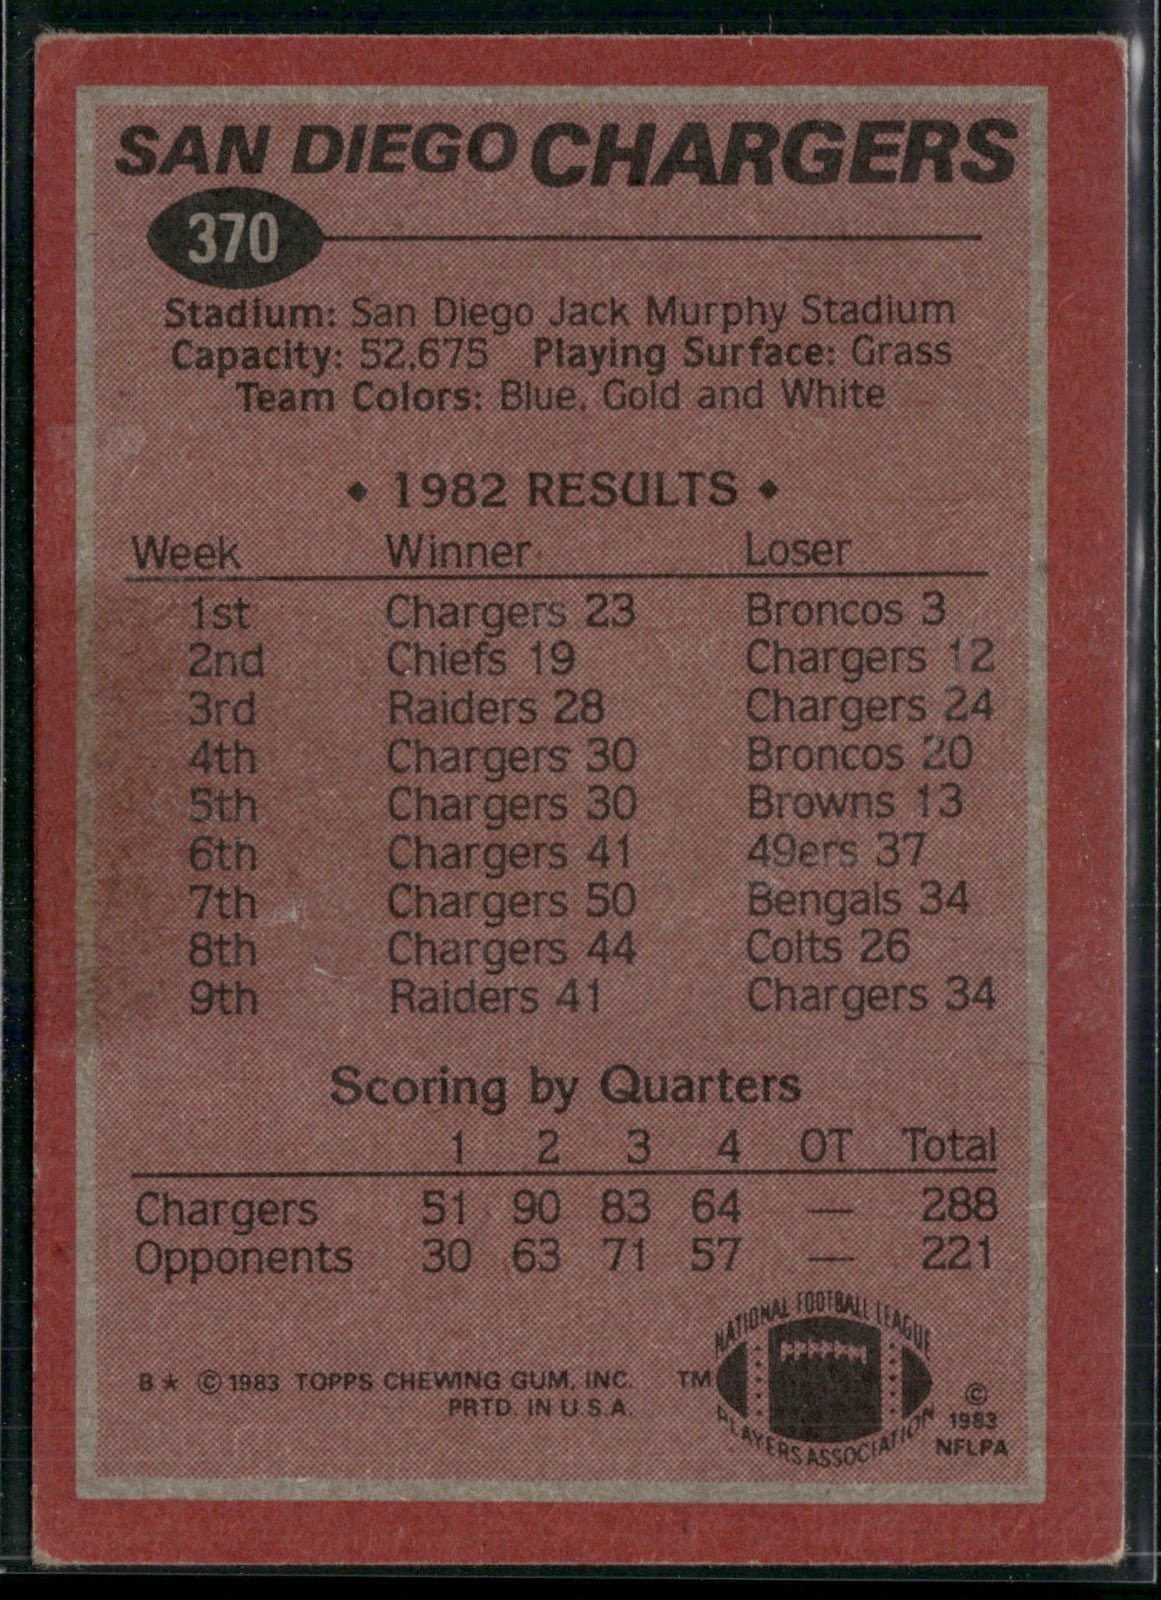 SAN DIEGO CHARGERS
370
Stadium: San Diego Jack Murphy Stadium
Capacity: 52,675 Playing Surface: Grass
Team Colors: Blue, Gold and White
◆ 1982 RESULTS ◆
Week Winner Loser
1st Chargers 23 Broncos 3
2nd Chiefs 19 Chargers 12
3rd Raiders 28 Chargers 24
4th Chargers 30 Broncos 20
5th Chargers 30 Browns 13
6th Chargers 41 49ers 37
7th Chargers 50 Bengals 34
8th Chargers 44 Colts 26
9th Raiders 41 Chargers 34
Scoring by Quarters
1 2 3 4 OT Total
Chargers 51 90 83 64 — 288
Opponents 30 63 71 57 — 221
NATIONAL FOOTBALL LEAGUE
PLAYERS ASSOCIATION
B★ © 1983 TOPPS CHEWING GUM, INC. TM
PRTD. IN U.S.A.
©
1983
NFLPA